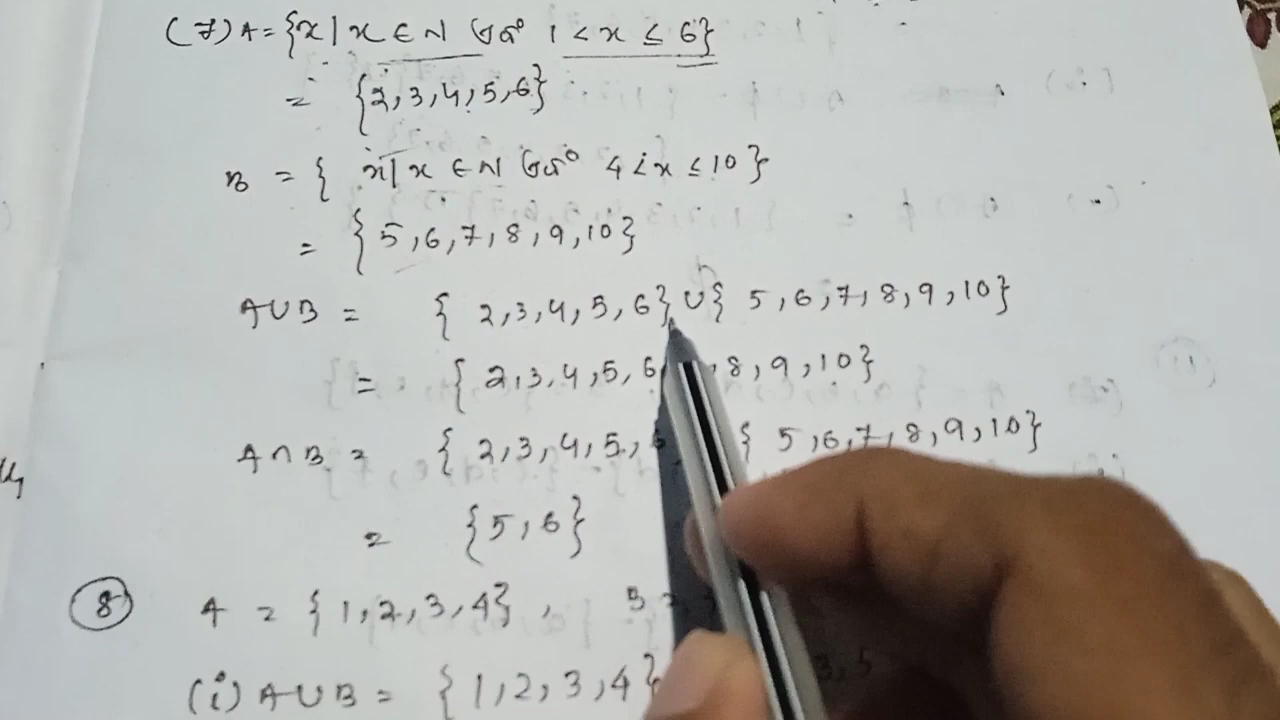 (7) A = {x | x ∈ N এবং 1 < x ≤ 6}
= {2,3,4,5,6}
B = { x | x ∈ N এবং 4 < x ≤ 10}
= {5,6,7,8,9,10}
A∪B = { 2,3,4,5,6} ∪ { 5,6,7,8,9,10}
= { 2,3,4,5,6 ,8,9,10}
A∩B = { 2,3,4,5, { 5,6,7,8,9,10}
= {5,6}
(8) A = {1,2,3,4},
(i) A∪B = {1,2,3,4}